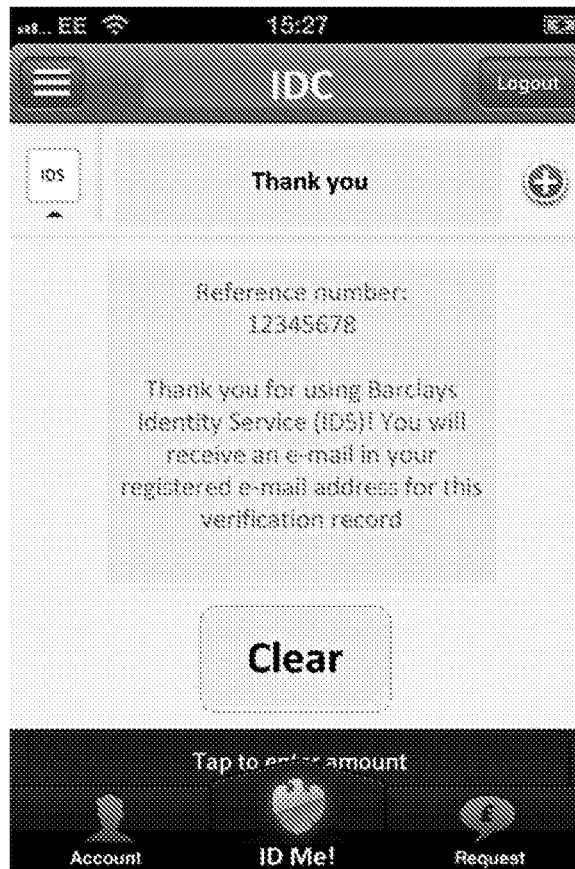 EE 15:27
IDC Logout
IDS Thank you
Reference number:
12345678
Thank you for using Barclays
Identity Service (IDS)! You will
receive an e-mail in your
registered e-mail address for this
verification record
Clear
Tap to enter amount
Account ID Me! Request